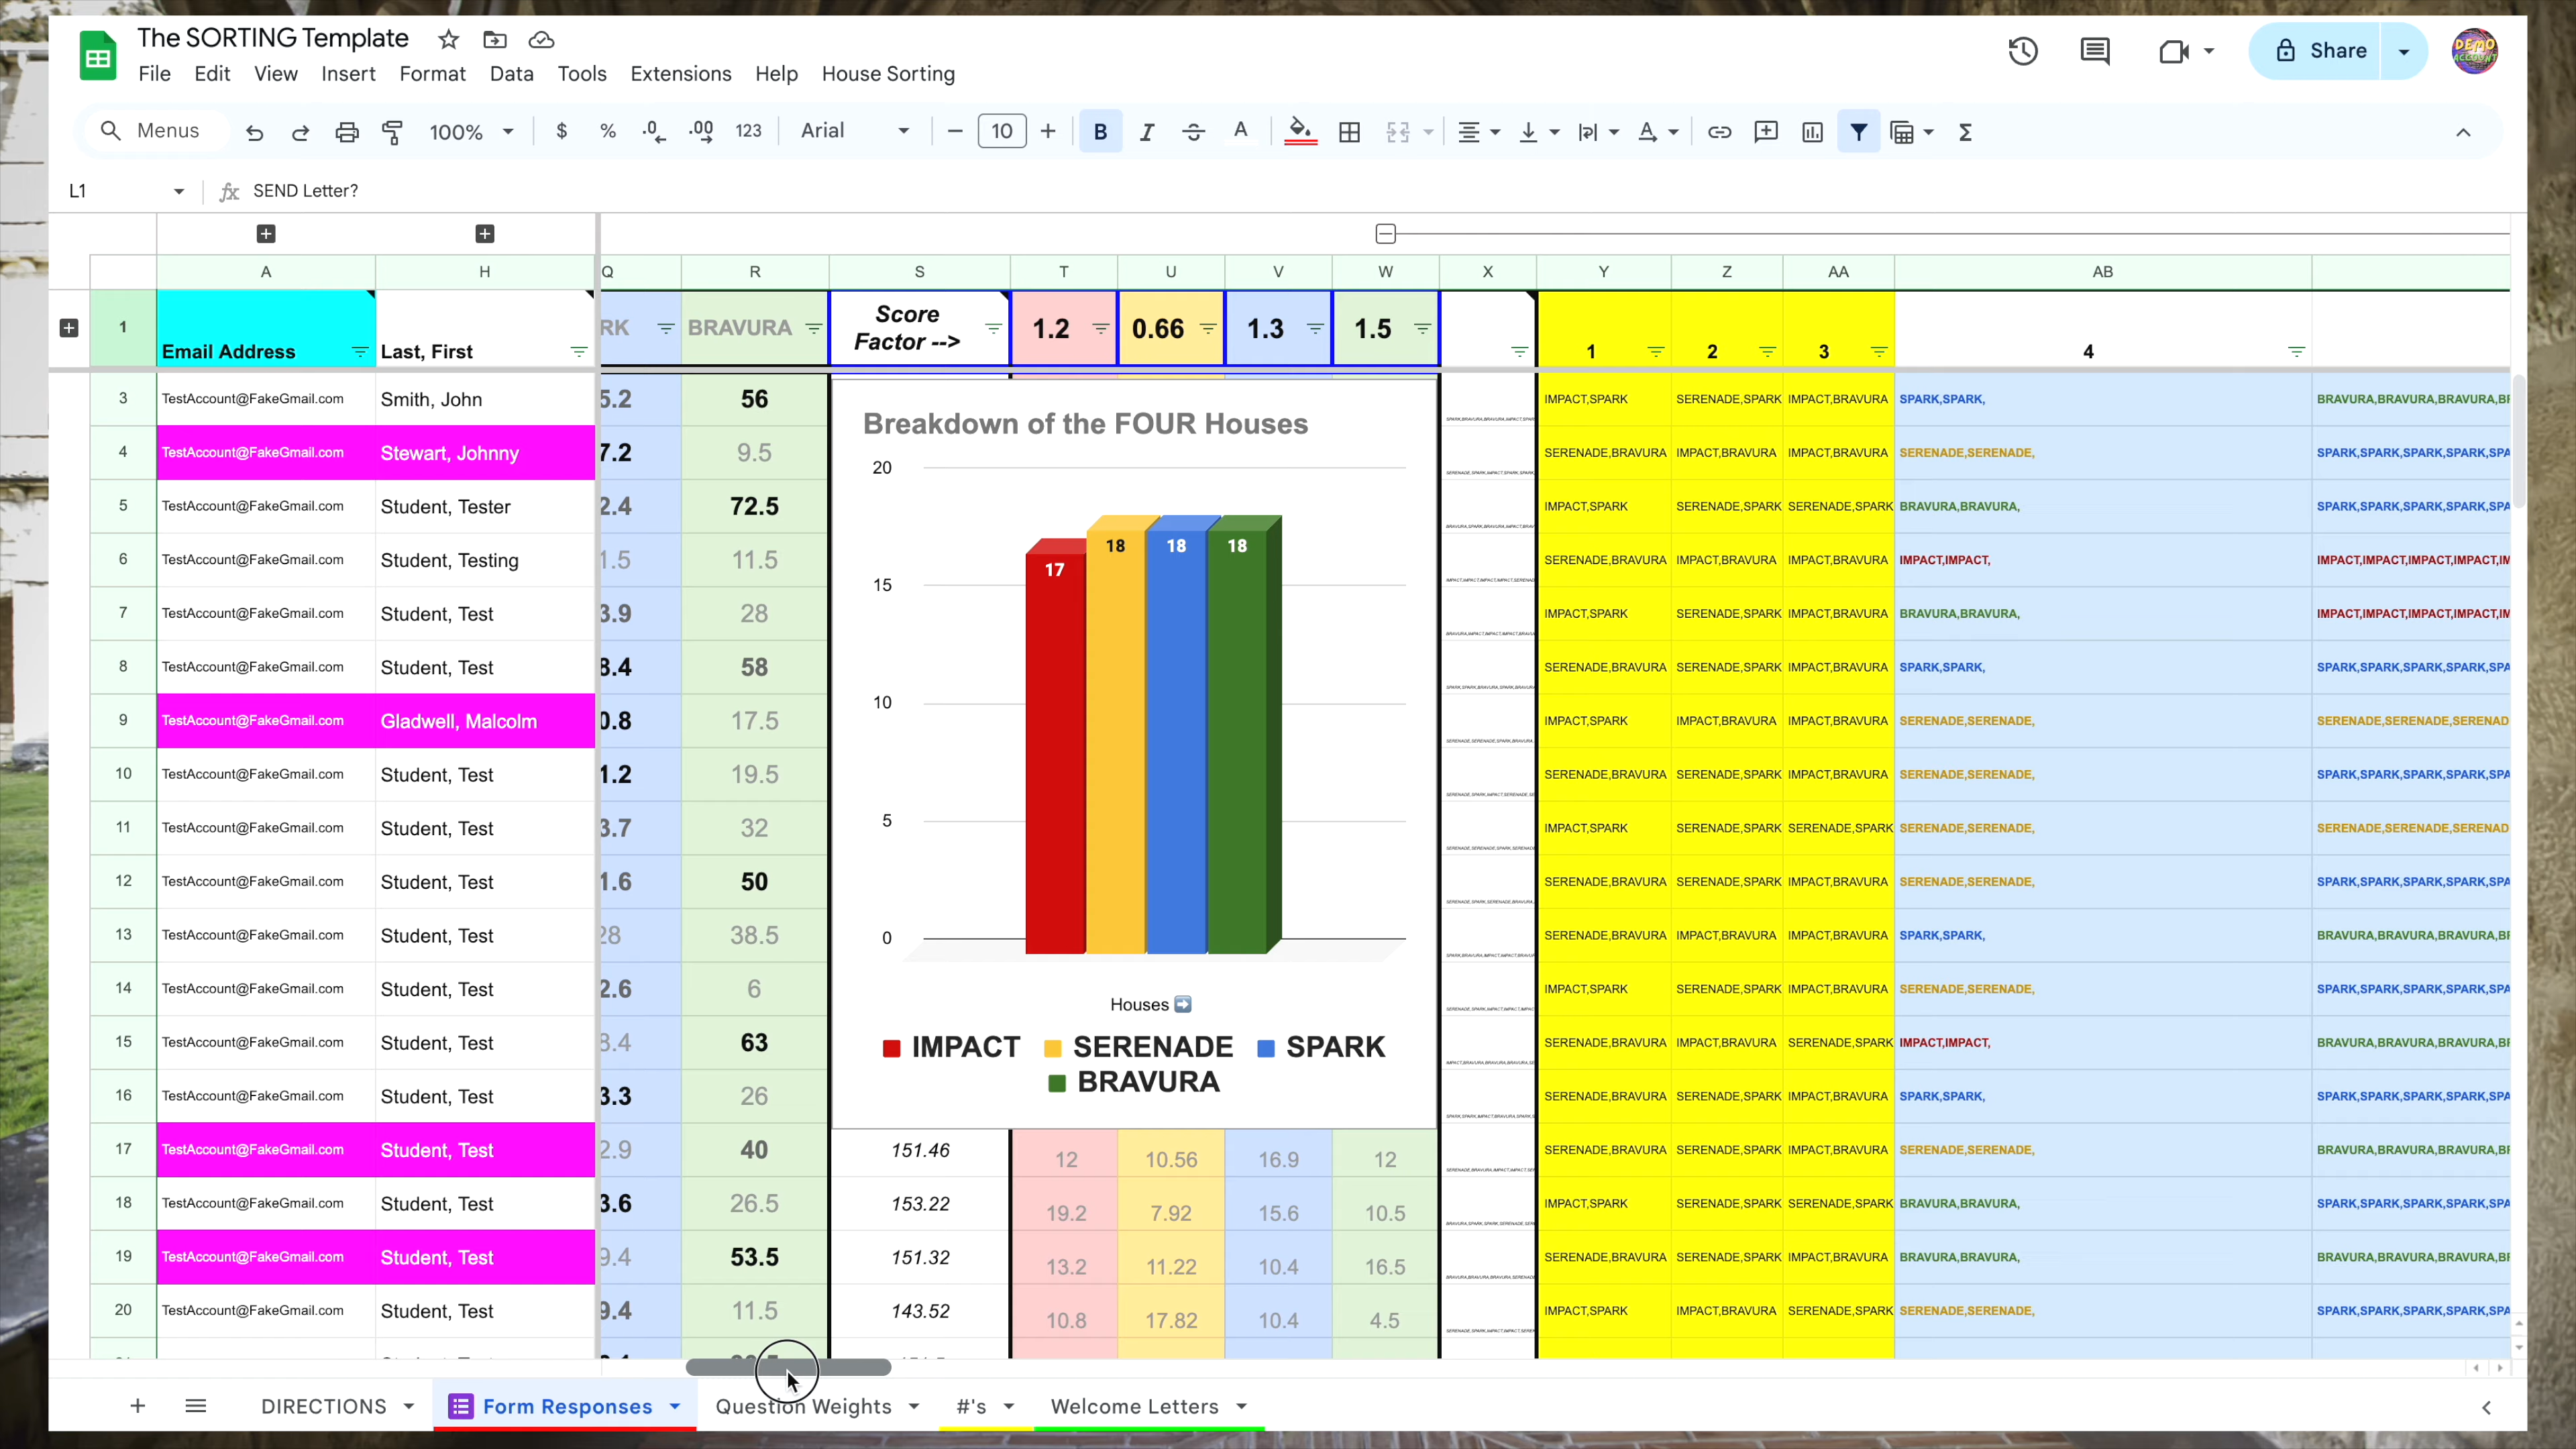 The SORTING Template
File Edit View Insert Format Data Tools Extensions Help House Sorting
Share
DEMO ACCOUNT
Menus 100% $ % .0 .00 123 Arial 10 B I A A Σ
L1 fx SEND Letter?
A H Q R S T U V W X Y Z AA AB
1 Email Address Last, First RK BRAVURA Score Factor --> 1.2 0.66 1.3 1.5 1 2 3 4
3 TestAccount@FakeGmail.com Smith, John 5.2 56 IMPACT,SPARK SERENADE,SPARK IMPACT,BRAVURA SPARK,SPARK, BRAVURA,BRAVURA,BRAVURA,BR
4 TestAccount@FakeGmail.com Stewart, Johnny 7.2 9.5 SERENADE,BRAVURA IMPACT,BRAVURA IMPACT,BRAVURA SERENADE,SERENADE, SPARK,SPARK,SPARK,SPARK,SPA
5 TestAccount@FakeGmail.com Student, Tester 2.4 72.5 IMPACT,SPARK SERENADE,SPARK SERENADE,SPARK BRAVURA,BRAVURA, SPARK,SPARK,SPARK,SPARK,SPA
6 TestAccount@FakeGmail.com Student, Testing 1.5 11.5 SERENADE,BRAVURA IMPACT,BRAVURA IMPACT,BRAVURA IMPACT,IMPACT, IMPACT,IMPACT,IMPACT,IMPACT,IM
7 TestAccount@FakeGmail.com Student, Test 3.9 28 IMPACT,SPARK SERENADE,SPARK IMPACT,BRAVURA BRAVURA,BRAVURA, IMPACT,IMPACT,IMPACT,IMPACT,IM
8 TestAccount@FakeGmail.com Student, Test 8.4 58 SERENADE,BRAVURA SERENADE,SPARK IMPACT,BRAVURA SPARK,SPARK, SPARK,SPARK,SPARK,SPARK,SPA
9 TestAccount@FakeGmail.com Gladwell, Malcolm 0.8 17.5 IMPACT,SPARK IMPACT,BRAVURA IMPACT,BRAVURA SERENADE,SERENADE, SERENADE,SERENADE,SERENAD
10 TestAccount@FakeGmail.com Student, Test 1.2 19.5 SERENADE,BRAVURA SERENADE,SPARK IMPACT,BRAVURA SERENADE,SERENADE, SPARK,SPARK,SPARK,SPARK,SPA
11 TestAccount@FakeGmail.com Student, Test 3.7 32 IMPACT,SPARK SERENADE,SPARK SERENADE,SPARK SERENADE,SERENADE, SERENADE,SERENADE,SERENAD
12 TestAccount@FakeGmail.com Student, Test 1.6 50 SERENADE,BRAVURA SERENADE,SPARK IMPACT,BRAVURA SERENADE,SERENADE, SPARK,SPARK,SPARK,SPARK,SPA
13 TestAccount@FakeGmail.com Student, Test 28 38.5 SERENADE,BRAVURA IMPACT,BRAVURA IMPACT,BRAVURA SPARK,SPARK, BRAVURA,BRAVURA,BRAVURA,BR
14 TestAccount@FakeGmail.com Student, Test 2.6 6 IMPACT,SPARK SERENADE,SPARK IMPACT,BRAVURA SERENADE,SERENADE, SPARK,SPARK,SPARK,SPARK,SPA
15 TestAccount@FakeGmail.com Student, Test 8.4 63 SERENADE,BRAVURA IMPACT,BRAVURA SERENADE,SPARK IMPACT,IMPACT, BRAVURA,BRAVURA,BRAVURA,BR
16 TestAccount@FakeGmail.com Student, Test 3.3 26 SERENADE,BRAVURA SERENADE,SPARK IMPACT,BRAVURA SPARK,SPARK, SPARK,SPARK,SPARK,SPARK,SPA
17 TestAccount@FakeGmail.com Student, Test 2.9 40 151.46 12 10.56 16.9 12 SERENADE,BRAVURA SERENADE,SPARK IMPACT,BRAVURA SERENADE,SERENADE, BRAVURA,BRAVURA,BRAVURA,BR
18 TestAccount@FakeGmail.com Student, Test 3.6 26.5 153.22 19.2 7.92 15.6 10.5 IMPACT,SPARK SERENADE,SPARK SERENADE,SPARK BRAVURA,BRAVURA, SPARK,SPARK,SPARK,SPARK,SPA
19 TestAccount@FakeGmail.com Student, Test 9.4 53.5 151.32 13.2 11.22 10.4 16.5 SERENADE,BRAVURA SERENADE,SPARK IMPACT,BRAVURA BRAVURA,BRAVURA, BRAVURA,BRAVURA,BRAVURA,BR
20 TestAccount@FakeGmail.com Student, Test 9.4 11.5 143.52 10.8 17.82 10.4 4.5 IMPACT,SPARK IMPACT,BRAVURA SERENADE,SPARK SERENADE,SERENADE, SPARK,SPARK,SPARK,SPARK,SPA
Breakdown of the FOUR Houses
20
15
10
5
0
17 18 18 18
Houses ➡
IMPACT SERENADE SPARK
BRAVURA
DIRECTIONS Form Responses Question Weights #'s Welcome Letters